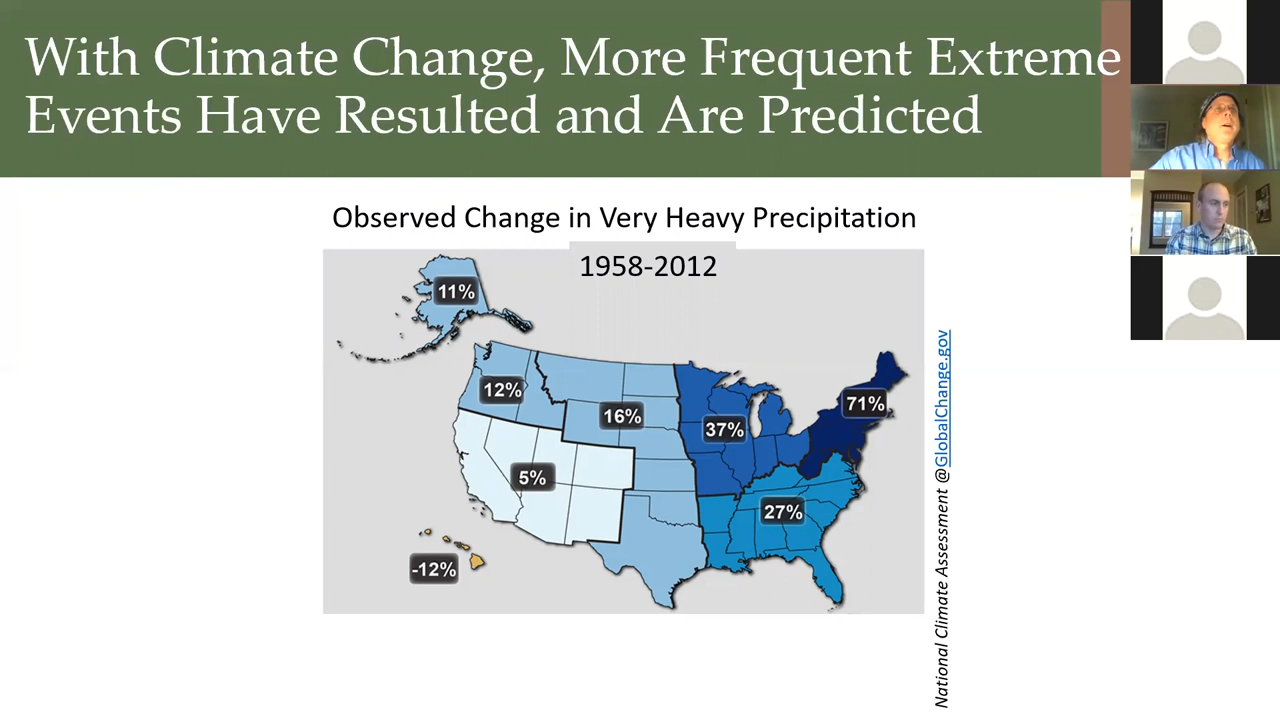 With Climate Change, More Frequent Extreme
Events Have Resulted and Are Predicted
Observed Change in Very Heavy Precipitation
1958-2012
11%
12%
16%
37%
71%
5%
27%
-12%
National Climate Assessment @GlobalChange.gov